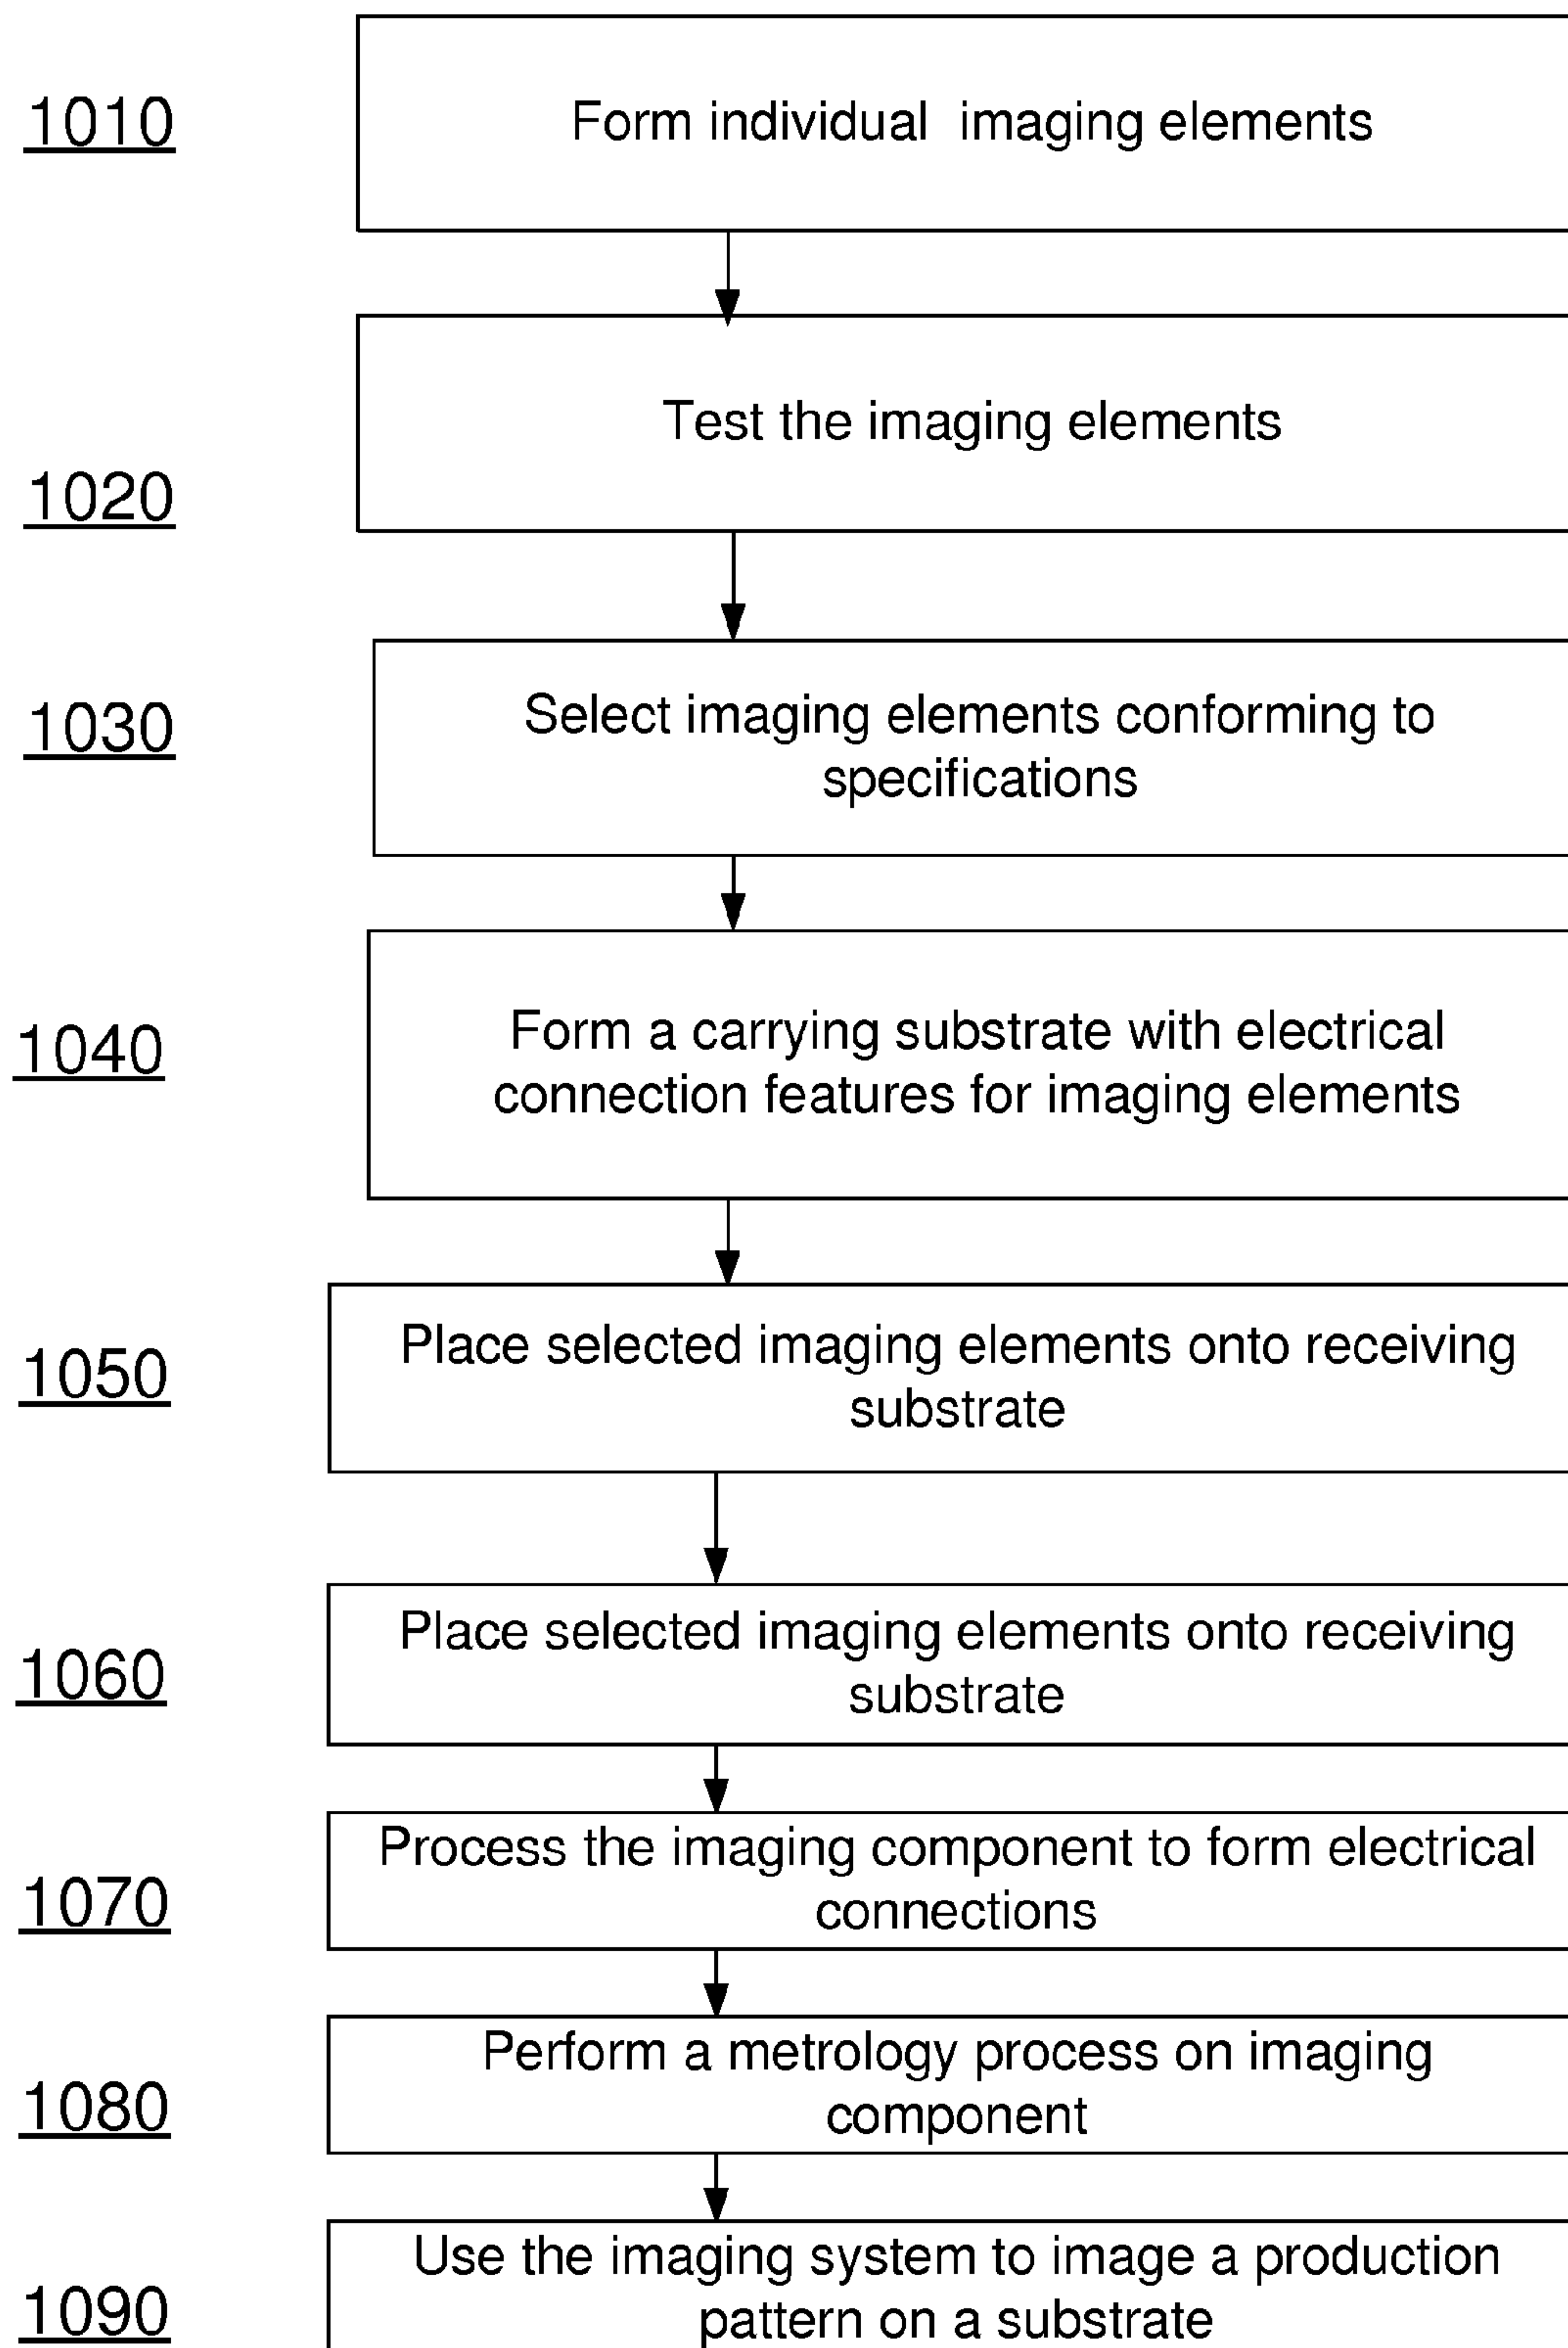 1010
Form individual  imaging elements
Test the imaging elements
1020
1030
Select imaging elements conforming to
specifications
1040
Form a carrying substrate with electrical
connection features for imaging elements
1050
Place selected imaging elements onto receiving
substrate
1060
Place selected imaging elements onto receiving
substrate
1070
Process the imaging component to form electrical
connections
1080
Perform a metrology process on imaging
component
1090
Use the imaging system to image a production
pattern on a substrate